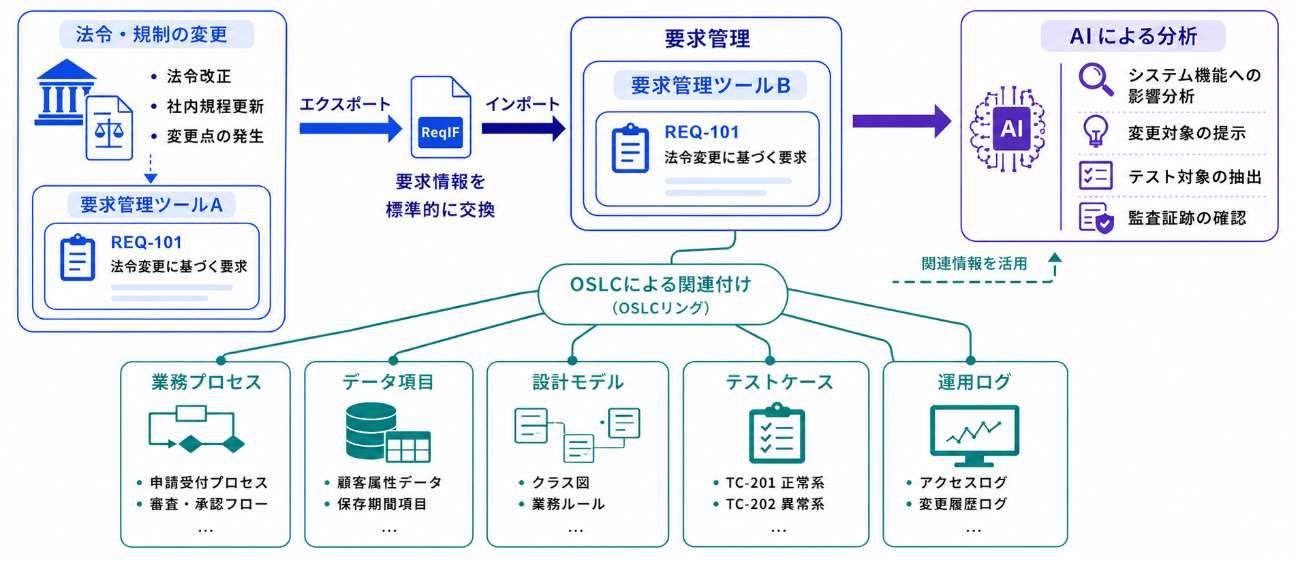 法令・規制の変更
• 法令改正
• 社内規程更新
• 変更点の発生
要求管理ツールA
REQ-101
法令変更に基づく要求
エクスポート
ReqIF
要求情報を
標準的に交換
インポート
要求管理
要求管理ツールB
REQ-101
法令変更に基づく要求
AIによる分析
AI
システム機能への
影響分析
変更対象の提示
テスト対象の抽出
監査証跡の確認
関連情報を活用
OSLCによる関連付け
（OSLCリング）
業務プロセス
• 申請受付プロセス
• 審査・承認フロー
…
データ項目
• 顧客属性データ
• 保存期間項目
…
設計モデル
• クラス図
• 業務ルール
…
テストケース
• TC-201 正常系
• TC-202 異常系
…
運用ログ
• アクセスログ
• 変更履歴ログ
…